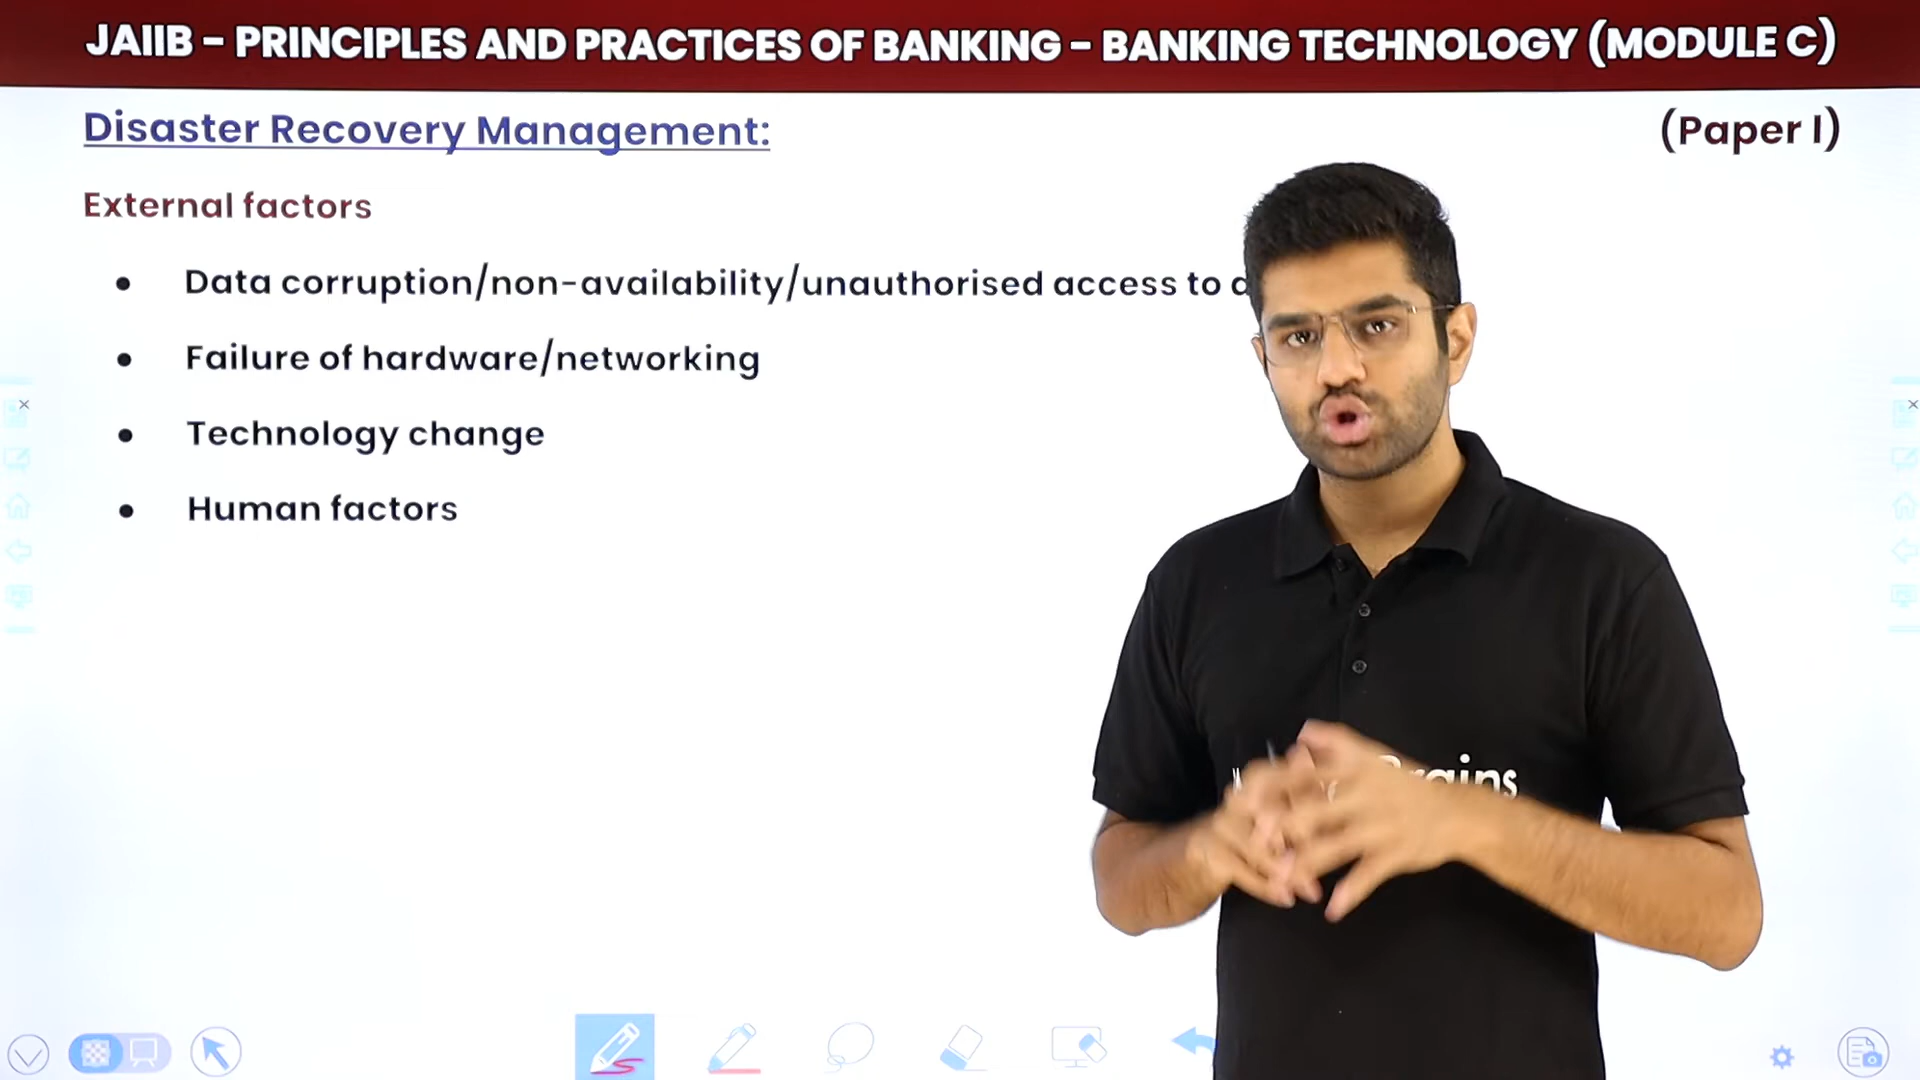 JAIIB - PRINCIPLES AND PRACTICES OF BANKING - BANKING TECHNOLOGY (MODULE C)
Disaster Recovery Management:
(Paper I)
External factors
• Data corruption/non-availability/unauthorised access to
• Failure of hardware/networking
• Technology change
• Human factors